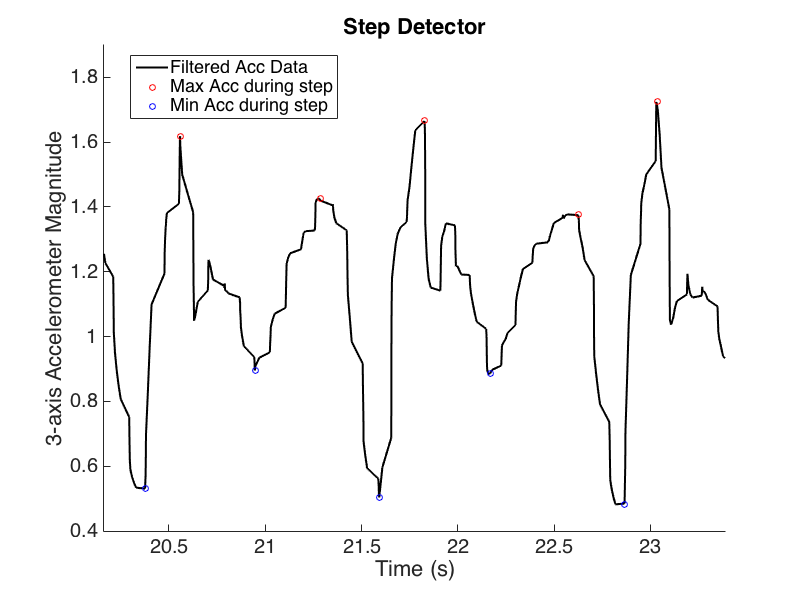 Step Detector
Filtered Acc Data
Max Acc during step
Min Acc during step
3-axis Accelerometer Magnitude
1.8
1.6
1.4
1.2
1
0.8
0.6
0.4
20.5 21 21.5 22 22.5 23
Time (s)